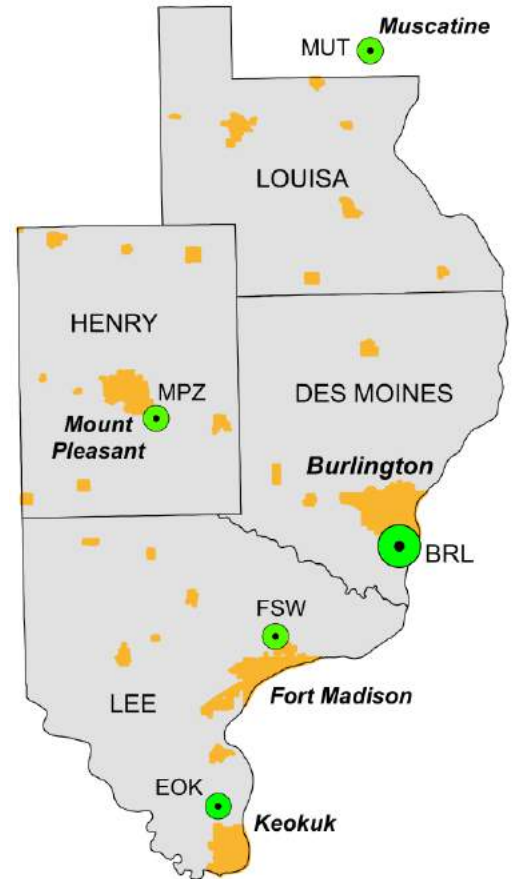 Muscatine
MUT
LOUISA
HENRY
MPZ
DES MOINES
Mount
Pleasant
Burlington
BRL
FSW
LEE
Fort Madison
EOK
Keokuk